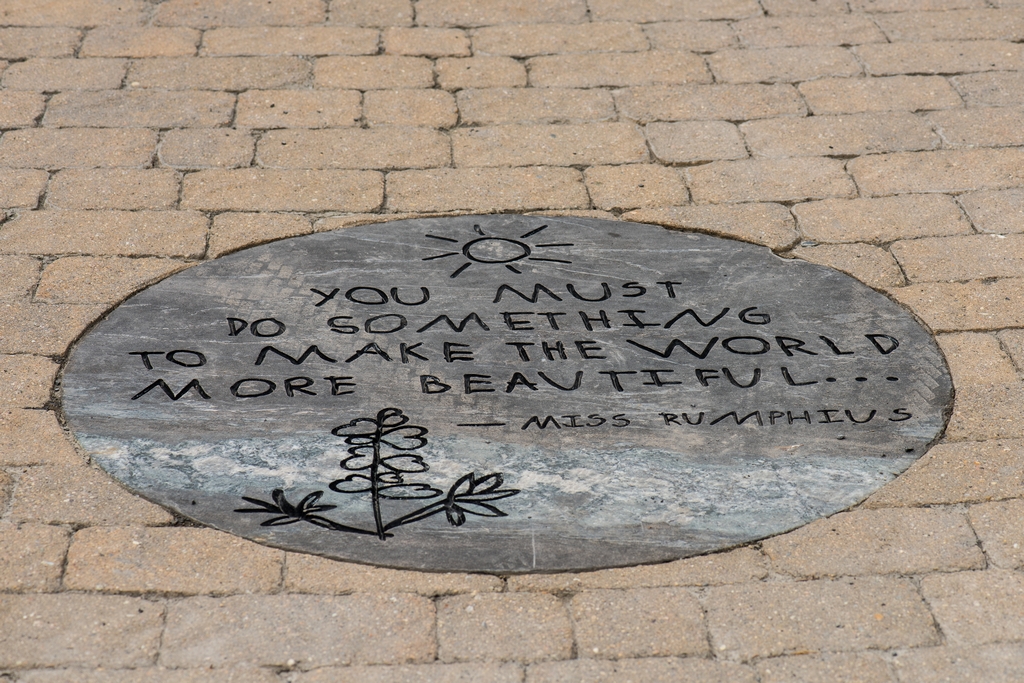 YOU MUST
DO SOMETHING
TO MAKE THE WORLD
MORE BEAUTIFUL...
— MISS RUMPHIUS